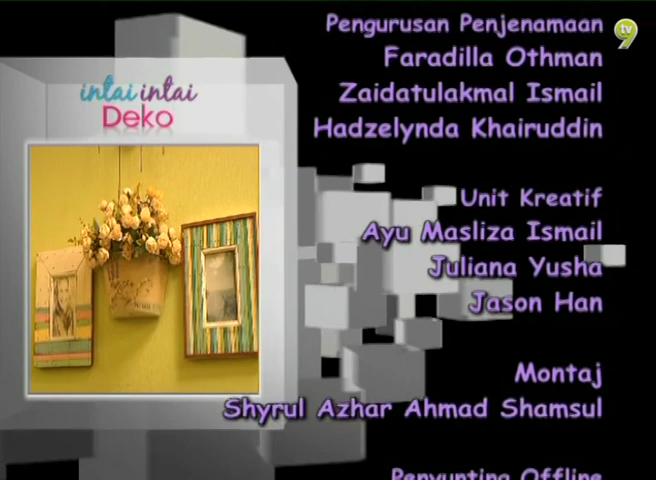 Pengurusan Penjenamaan
tv9
Faradilla Othman
Zaidatulakmal Ismail
Hadzelynda Khairuddin
intai intai
Deko
Unit Kreatif
Ayu Masliza Ismail
Juliana Yusha
Jason Han
Montaj
Shyrul Azhar Ahmad Shamsul
Penyunting Offline